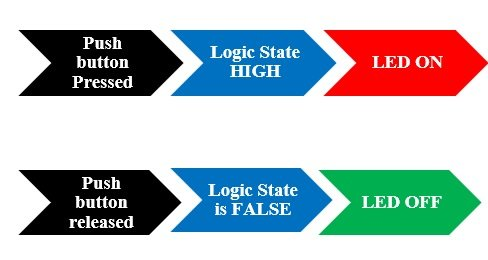 Push
button
Pressed
Logic State
HIGH
LED ON
Push
button
released
Logic State
is FALSE
LED OFF